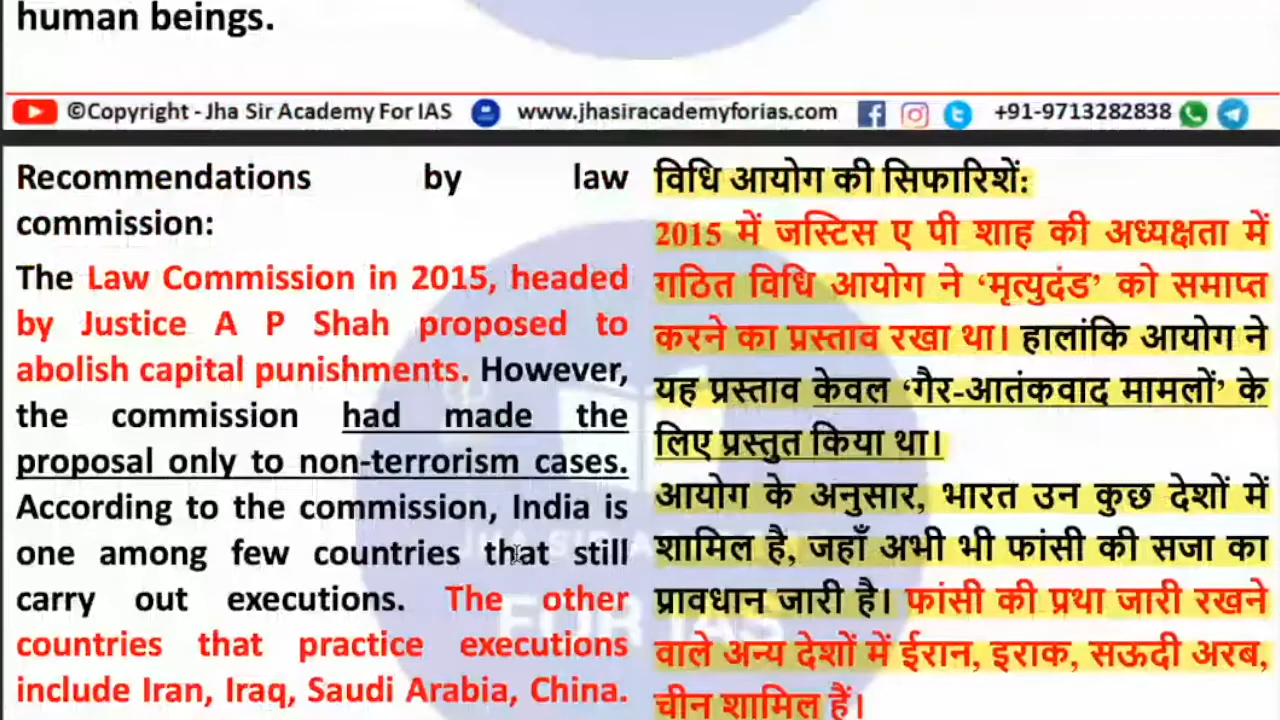 human beings.
©Copyright - Jha Sir Academy For IAS www.jhasiracademyforias.com +91-9713282838
Recommendations by law
commission:
The Law Commission in 2015, headed
by Justice A P Shah proposed to
abolish capital punishments. However,
the commission had made the
proposal only to non-terrorism cases.
According to the commission, India is
one among few countries that still
carry out executions. The other
countries that practice executions
include Iran, Iraq, Saudi Arabia, China.
विधि आयोग की सिफारिशें:
2015 में जस्टिस ए पी शाह की अध्यक्षता में
गठित विधि आयोग ने ‘मृत्युदंड’ को समाप्त
करने का प्रस्ताव रखा था। हालांकि आयोग ने
यह प्रस्ताव केवल ‘गैर-आतंकवाद मामलों’ के
लिए प्रस्तुत किया था।
आयोग के अनुसार, भारत उन कुछ देशों में
शामिल है, जहाँ अभी भी फांसी की सजा का
प्रावधान जारी है। फांसी की प्रथा जारी रखने
वाले अन्य देशों में ईरान, इराक, सऊदी अरब,
चीन शामिल हैं।
FOR IAS